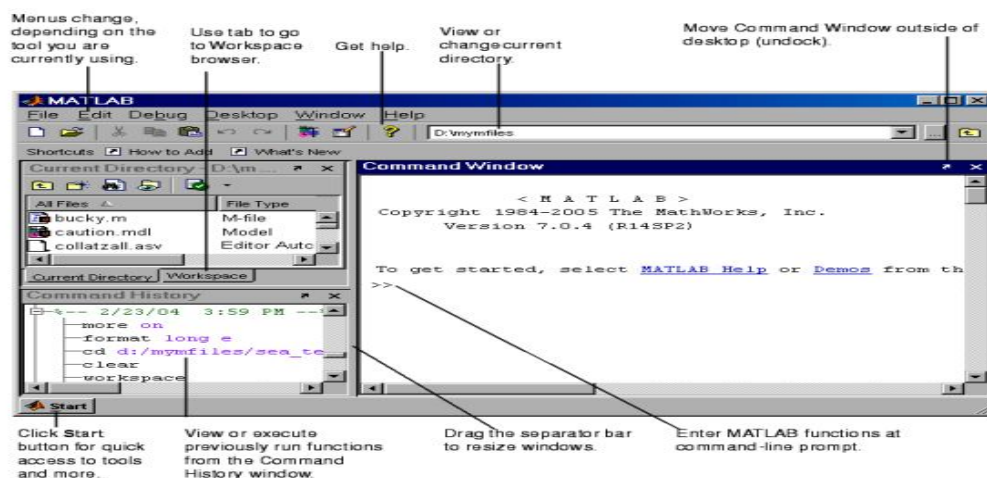 Menus change,
depending on the
tool you are
currently using.
Use tab to go
to Workspace
browser.
Get help.
View or
changecurrent
directory.
Move Command Window outside of
desktop (undock).
MATLAB
File Edit Debug Desktop Window Help
D:\mymfiles
Shortcuts How to Add What's New
Current Directory - D:\m...
All Files File Type
bucky.m M-file
caution.mdl Model
collatzall.asv Editor Auto
Current Directory Workspace
Command History
%-- 2/23/04 3:59 PM --%
more on
format long e
cd d:/mymfiles/sea_te
clear
workspace
Command Window
< M A T L A B >
Copyright 1984-2005 The MathWorks, Inc.
Version 7.0.4 (R14SP2)
To get started, select MATLAB Help or Demos from th
>>
Start
Click Start
button for quick
access to tools
and more.
View or execute
previously run functions
from the Command
History window.
Drag the separator bar
to resize windows.
Enter MATLAB functions at
command-line prompt.